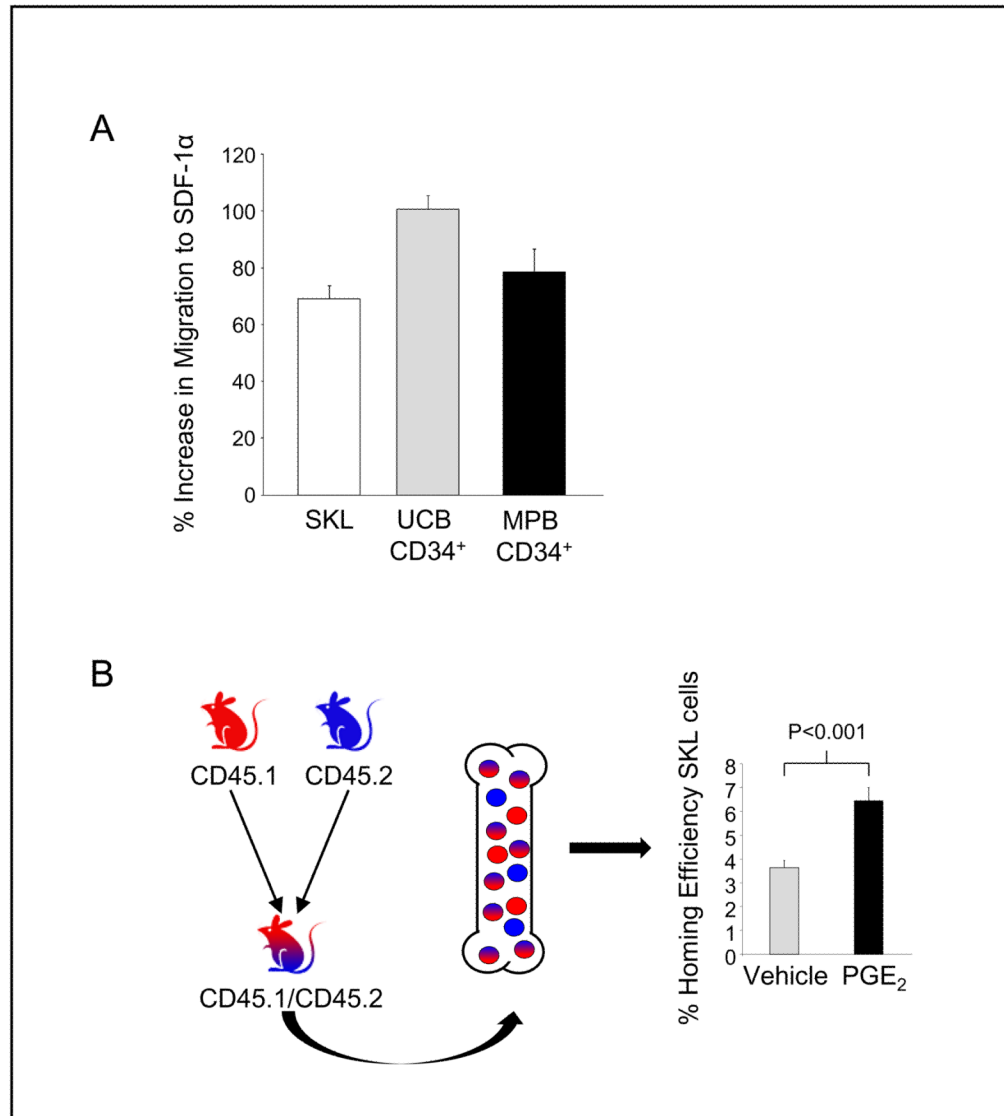 A
% Increase in Migration to SDF-1α
120
100
80
60
40
20
0
SKL
UCB
CD34⁺
MPB
CD34⁺
B
CD45.1
CD45.2
CD45.1/CD45.2
% Homing Efficiency SKL cells
P<0.001
8
7
6
5
4
3
2
1
0
Vehicle
PGE₂